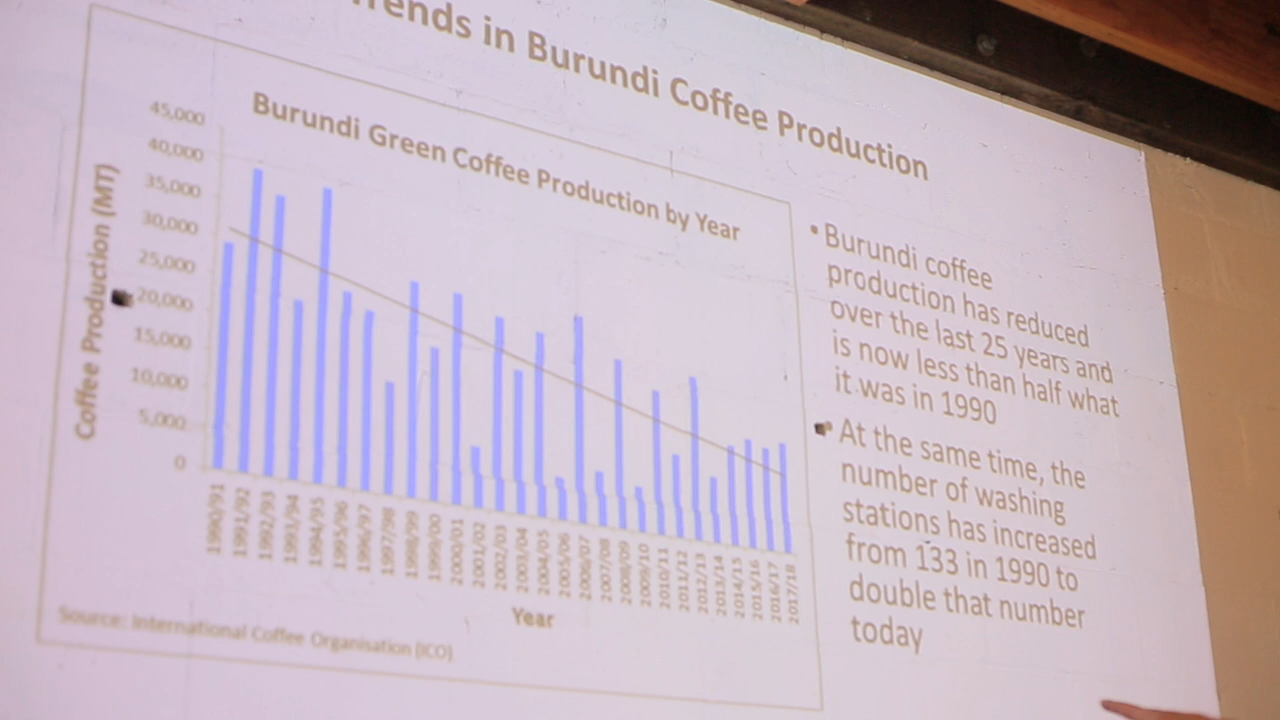 Trends in Burundi Coffee Production
Burundi Green Coffee Production by Year
Coffee Production (MT)
45,000
40,000
35,000
30,000
25,000
20,000
15,000
10,000
5,000
0
1990/91
1991/92
1992/93
1993/94
1994/95
1995/96
1996/97
1997/98
1998/99
1999/00
2000/01
2001/02
2002/03
2003/04
2004/05
2005/06
2006/07
2007/08
2008/09
2009/10
2010/11
2011/12
2012/13
2013/14
2014/15
2015/16
2016/17
2017/18
Year
Source: International Coffee Organisation (ICO)
• Burundi coffee
production has reduced
over the last 25 years and
is now less than half what
it was in 1990
• At the same time, the
number of washing
stations has increased
from 133 in 1990 to
double that number
today